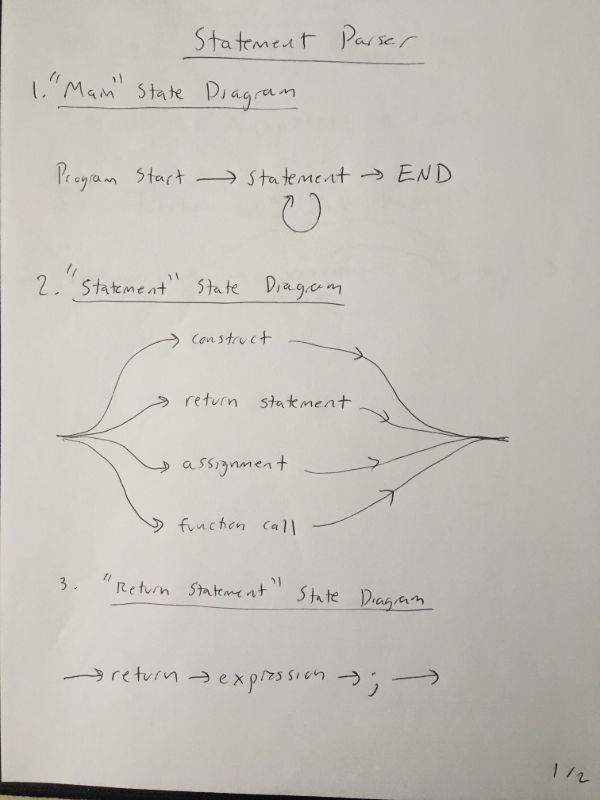 Statement Parser
1. "Main" State Diagram
Program Start → statement → END
2. "Statement" State Diagram
construct
return statement
assignment
function call
3. "Return Statement" State Diagram
→ return → expression → ; →
1/2